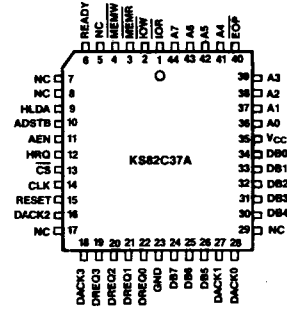 READY NC MEMW MEMR IOW IOR A7 A6 A5 A4 EOP
6 5 4 3 2 1 44 43 42 41 40
NC 7
NC 8
HLDA 9
ADSTB 10
AEN 11
HRQ 12
CS 13
CLK 14
RESET 15
DACK2 16
NC 17
KS82C37A
39 A3
38 A2
37 A1
36 A0
35 VCC
34 DB0
33 DB1
32 DB2
31 DB3
30 DB4
29 NC
18 19 20 21 22 23 24 25 26 27 28
DACK3 DREQ3 DREQ2 DREQ1 DREQ0 GND DB7 DB6 DB5 DACK1 DACK0